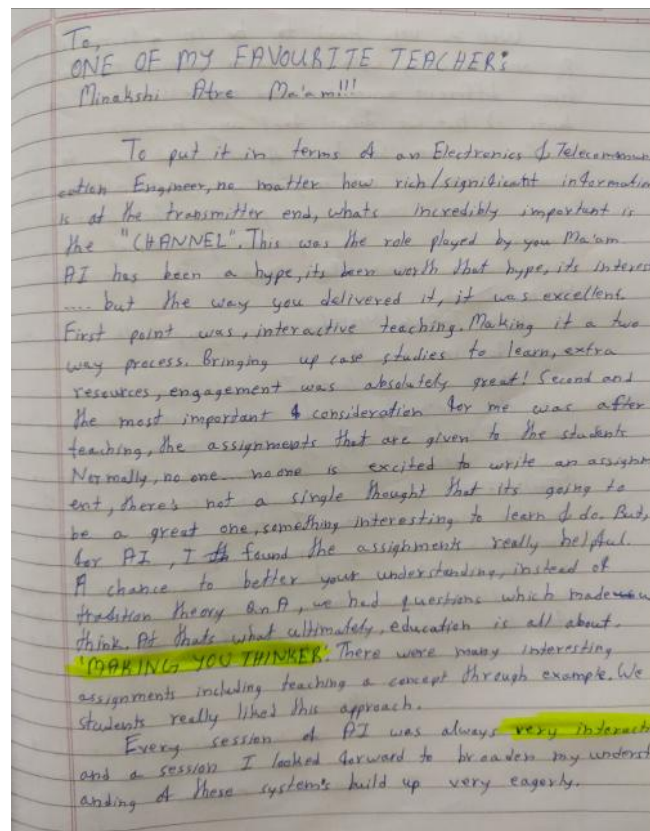 To,
ONE OF MY FAVOURITE TEACHER:
Minakshi Atre Ma'am!!!
To put it in terms of an Electronics & Telecommun
cation Engineer, no matter how rich/significant informatio
is at the transmitter end, whats incredibly important is
the "CHANNEL". This was the role played by you Ma'am
AI has been a hype, its been worth that hype, its interes
.... but the way you delivered it, it was excellent.
First point was, interactive teaching. Making it a two
way process. Bringing up case studies to learn, extra
resources, engagement was absolutely great! Second and
the most important consideration for me was after
teaching, the assignments that are given to the students
Normally, no one... no one is excited to write an assignm
ent, there's not a single thought that its going to
be a great one, something interesting to learn & do. But,
for AI, I found the assignments really helpful.
A chance to better your understanding, instead of
tradition theory QnA, we had questions which made u
think. At thats what ultimately, education is all about.
'MAKING YOU THINKER'. There were many interesting
assignments including teaching a concept through example. We
students really liked this approach.
Every session of AI was always very interact
and a session I looked forward to broaden my underst
anding of these system's build up very eagerly.